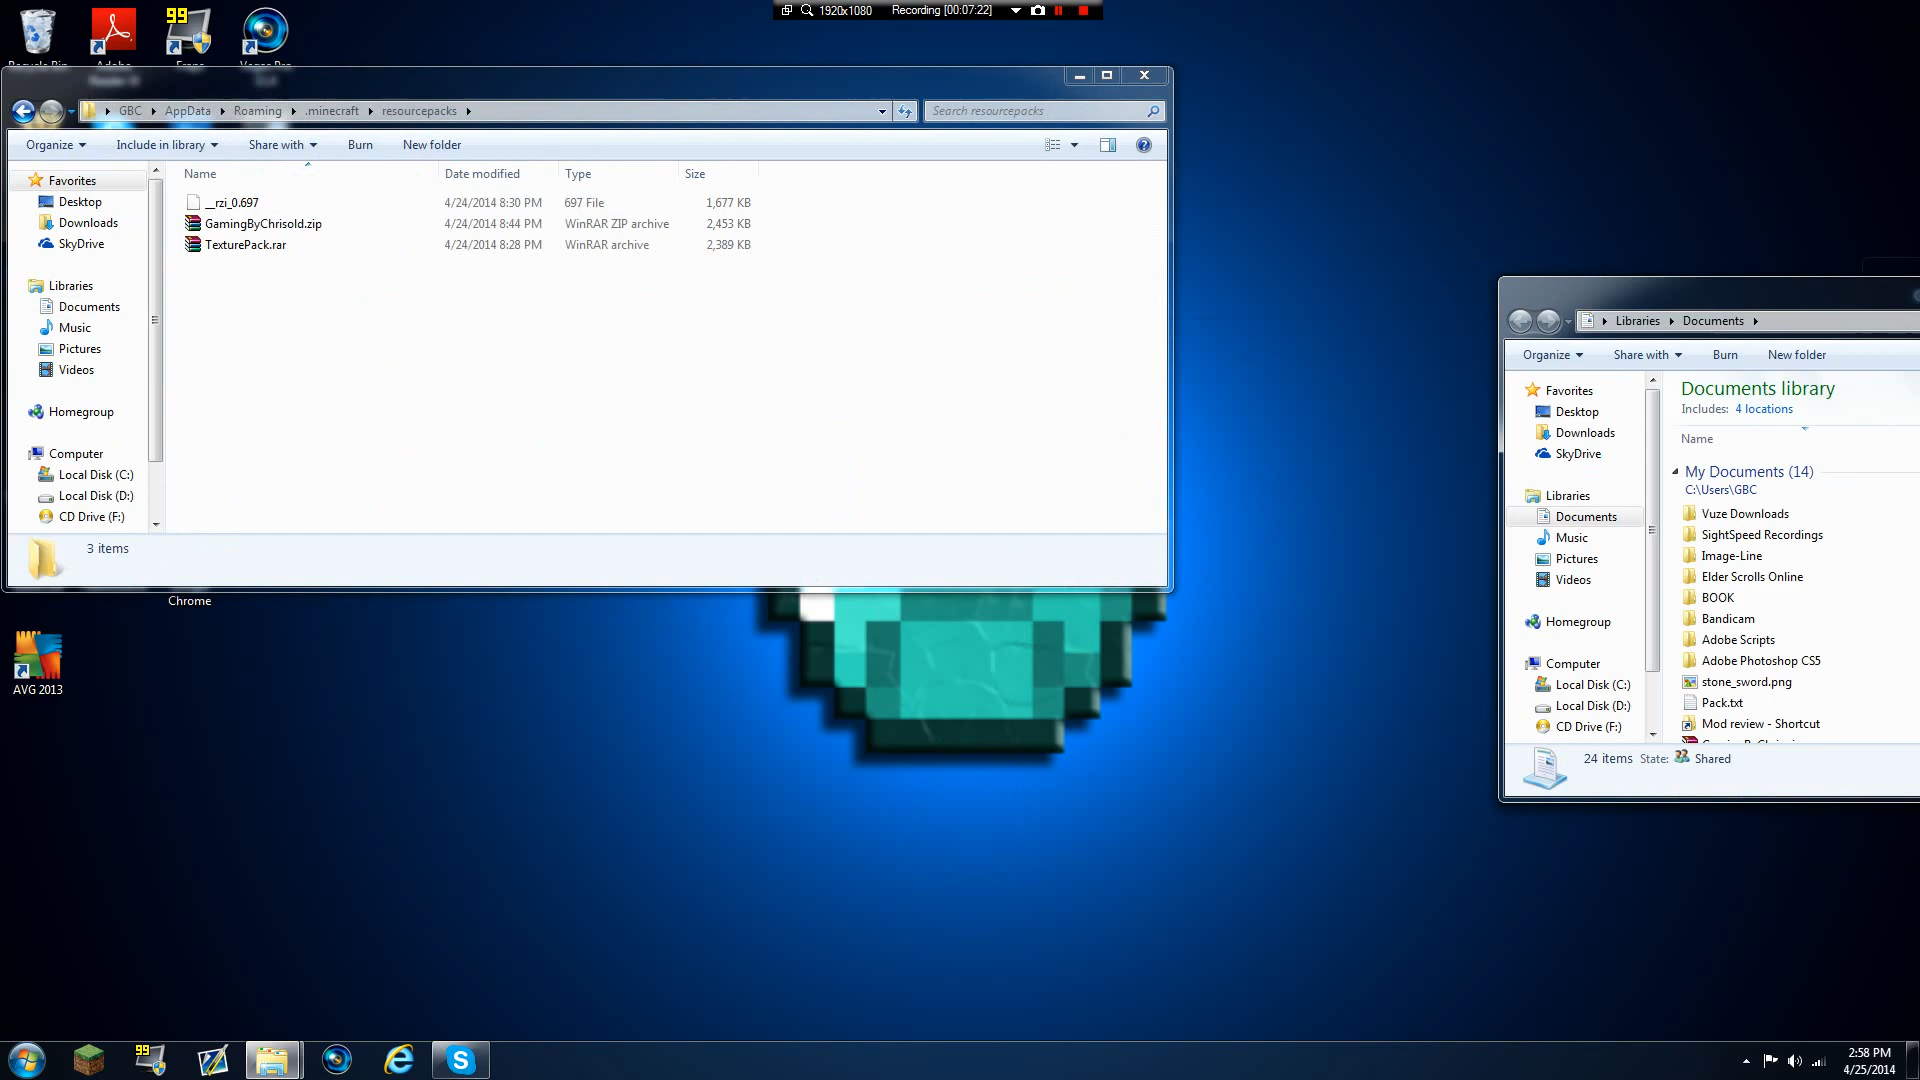 1920x1080 Recording [00:07:22]
99
GBC AppData Roaming .minecraft resourcepacks
Search resourcepacks
Organize Include in library Share with Burn New folder
Name Date modified Type Size
__rzi_0.697 4/24/2014 8:30 PM 697 File 1,677 KB
GamingByChrisold.zip 4/24/2014 8:44 PM WinRAR ZIP archive 2,453 KB
TexturePack.rar 4/24/2014 8:28 PM WinRAR archive 2,389 KB
Favorites
Desktop
Downloads
SkyDrive
Libraries
Documents
Music
Pictures
Videos
Homegroup
Computer
Local Disk (C:)
Local Disk (D:)
CD Drive (F:)
3 items
Chrome
AVG 2013
Libraries Documents
Organize Share with Burn New folder
Favorites
Desktop
Downloads
SkyDrive
Libraries
Documents
Music
Pictures
Videos
Homegroup
Computer
Local Disk (C:)
Local Disk (D:)
CD Drive (F:)
Documents library
Includes: 4 locations
Name
My Documents (14)
C:\Users\GBC
Vuze Downloads
SightSpeed Recordings
Image-Line
Elder Scrolls Online
BOOK
Bandicam
Adobe Scripts
Adobe Photoshop CS5
stone_sword.png
Pack.txt
Mod review - Shortcut
24 items State: Shared
99
2:58 PM
4/25/2014